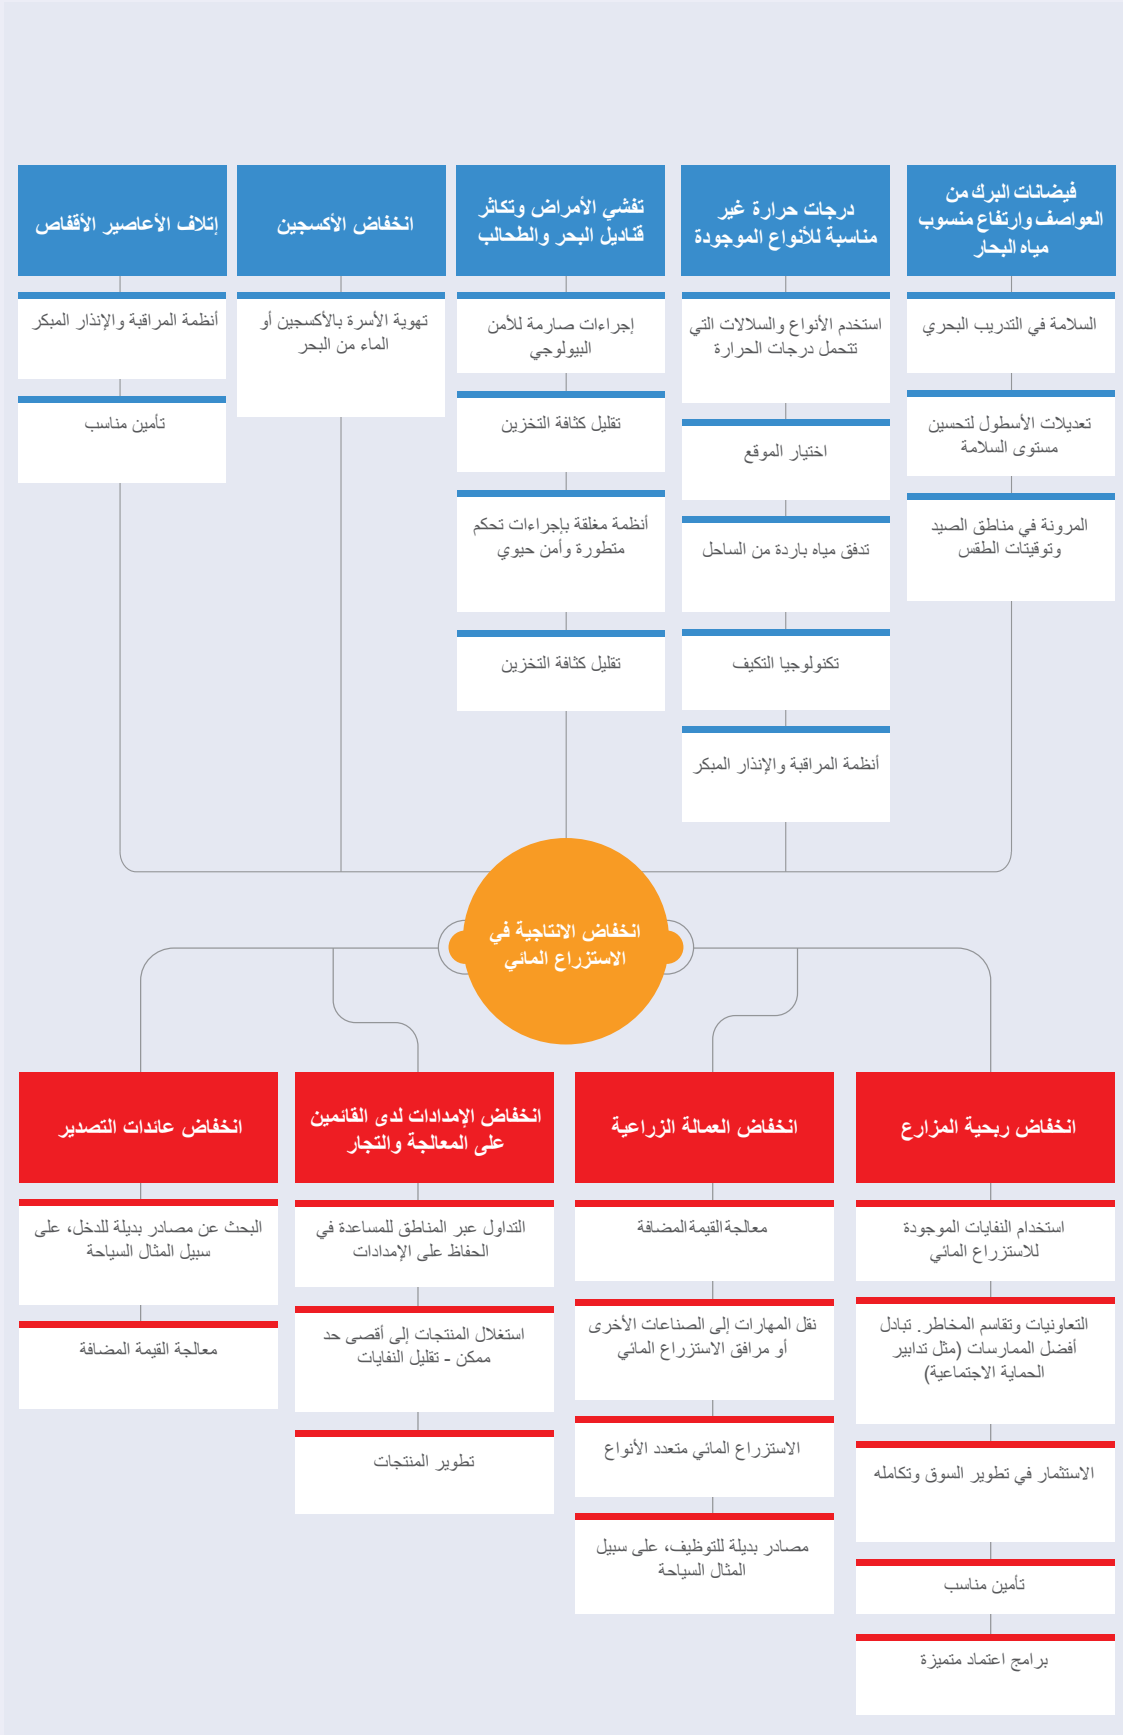 فيضانات البرك من
العواصف وارتفاع منسوب
مياه البحار
السلامة في التدريب البحري
تعديلات الأسطول لتحسين
مستوى السلامة
المرونة في مناطق الصيد
وتوقيتات الطقس
درجات حرارة غير
مناسبة للأنواع الموجودة
استخدم الأنواع والسلالات التي
تتحمل درجات الحرارة
اختيار الموقع
تدفق مياه باردة من الساحل
تكنولوجيا التكيف
أنظمة المراقبة والإنذار المبكر
تفشي الأمراض وتكاثر
قناديل البحر والطحالب
إجراءات صارمة للأمن
البيولوجي
تقليل كثافة التخزين
أنظمة مغلقة بإجراءات تحكم
متطورة وأمن حيوي
تقليل كثافة التخزين
انخفاض الأكسجين
تهوية الأسرة بالأكسجين أو
الماء من البحر
إتلاف الأعاصير الأقفاص
أنظمة المراقبة والإنذار المبكر
تأمين مناسب
انخفاض الانتاجية في
الاستزراع المائي
انخفاض ربحية المزارع
استخدام النفايات الموجودة
للاستزراع المائي
التعاونيات وتقاسم المخاطر. تبادل
أفضل الممارسات (مثل تدابير
الحماية الاجتماعية)
الاستثمار في تطوير السوق وتكامله
تأمين مناسب
برامج اعتماد متميزة
انخفاض العمالة الزراعية
معالجة القيمة المضافة
نقل المهارات إلى الصناعات الأخرى
أو مرافق الاستزراع المائي
الاستزراع المائي متعدد الأنواع
مصادر بديلة للتوظيف، على سبيل
المثال السياحة
انخفاض الإمدادات لدى القائمين
على المعالجة والتجار
التداول عبر المناطق للمساعدة في
الحفاظ على الإمدادات
استغلال المنتجات إلى أقصى حد
ممكن - تقليل النفايات
تطوير المنتجات
انخفاض عائدات التصدير
البحث عن مصادر بديلة للدخل، على
سبيل المثال السياحة
معالجة القيمة المضافة